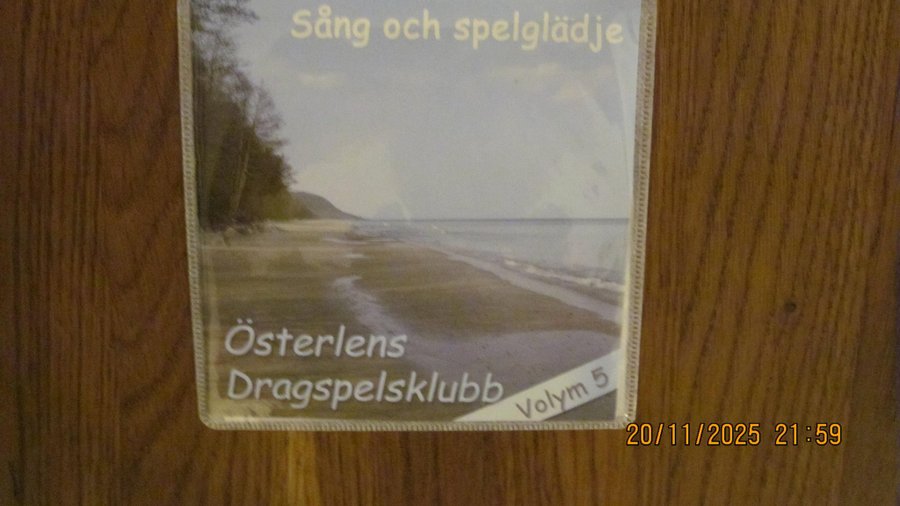 Sång och spelglädje
Österlens
Dragspelsklubb
Volym 5
20/11/2025 21:59